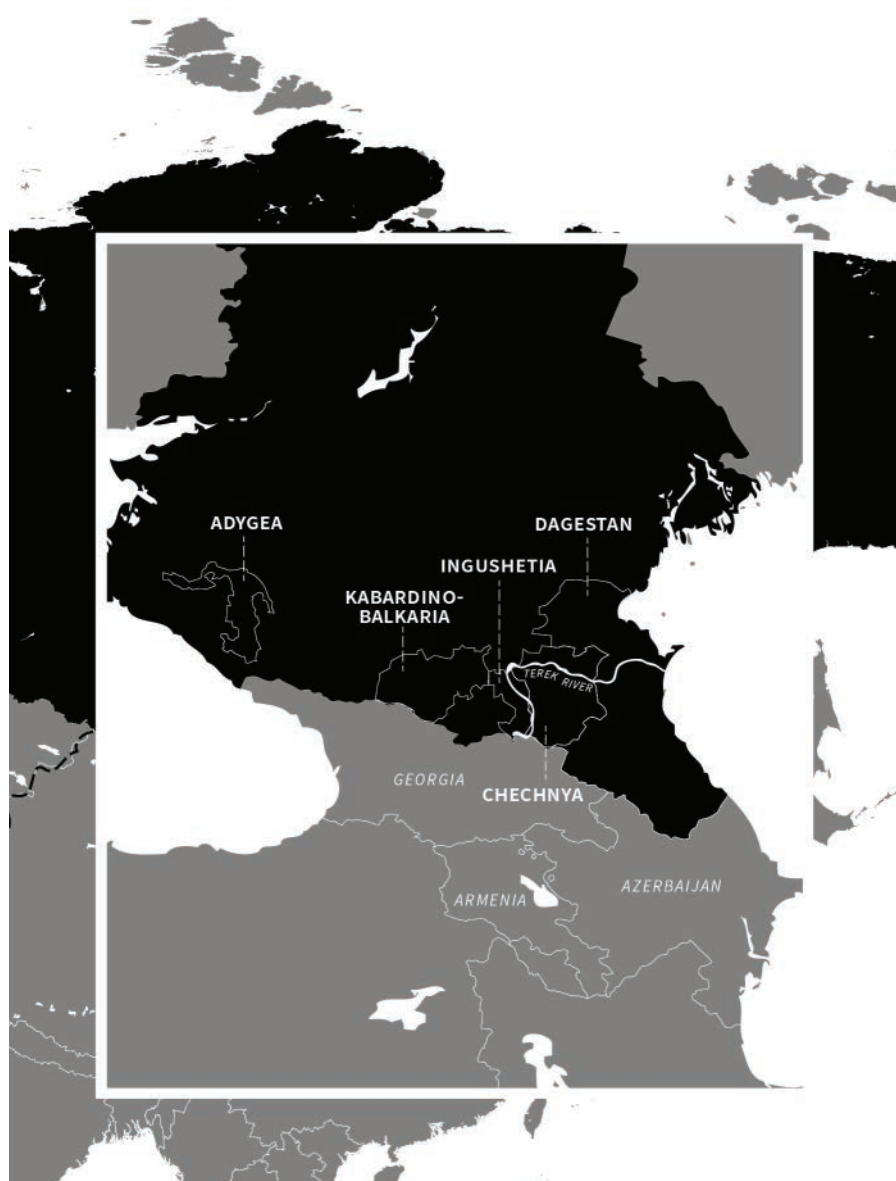 ADYGEA
DAGESTAN
INGUSHETIA
KABARDINO-
BALKARIA
TEREK RIVER
GEORGIA
CHECHNYA
AZERBAIJAN
ARMENIA